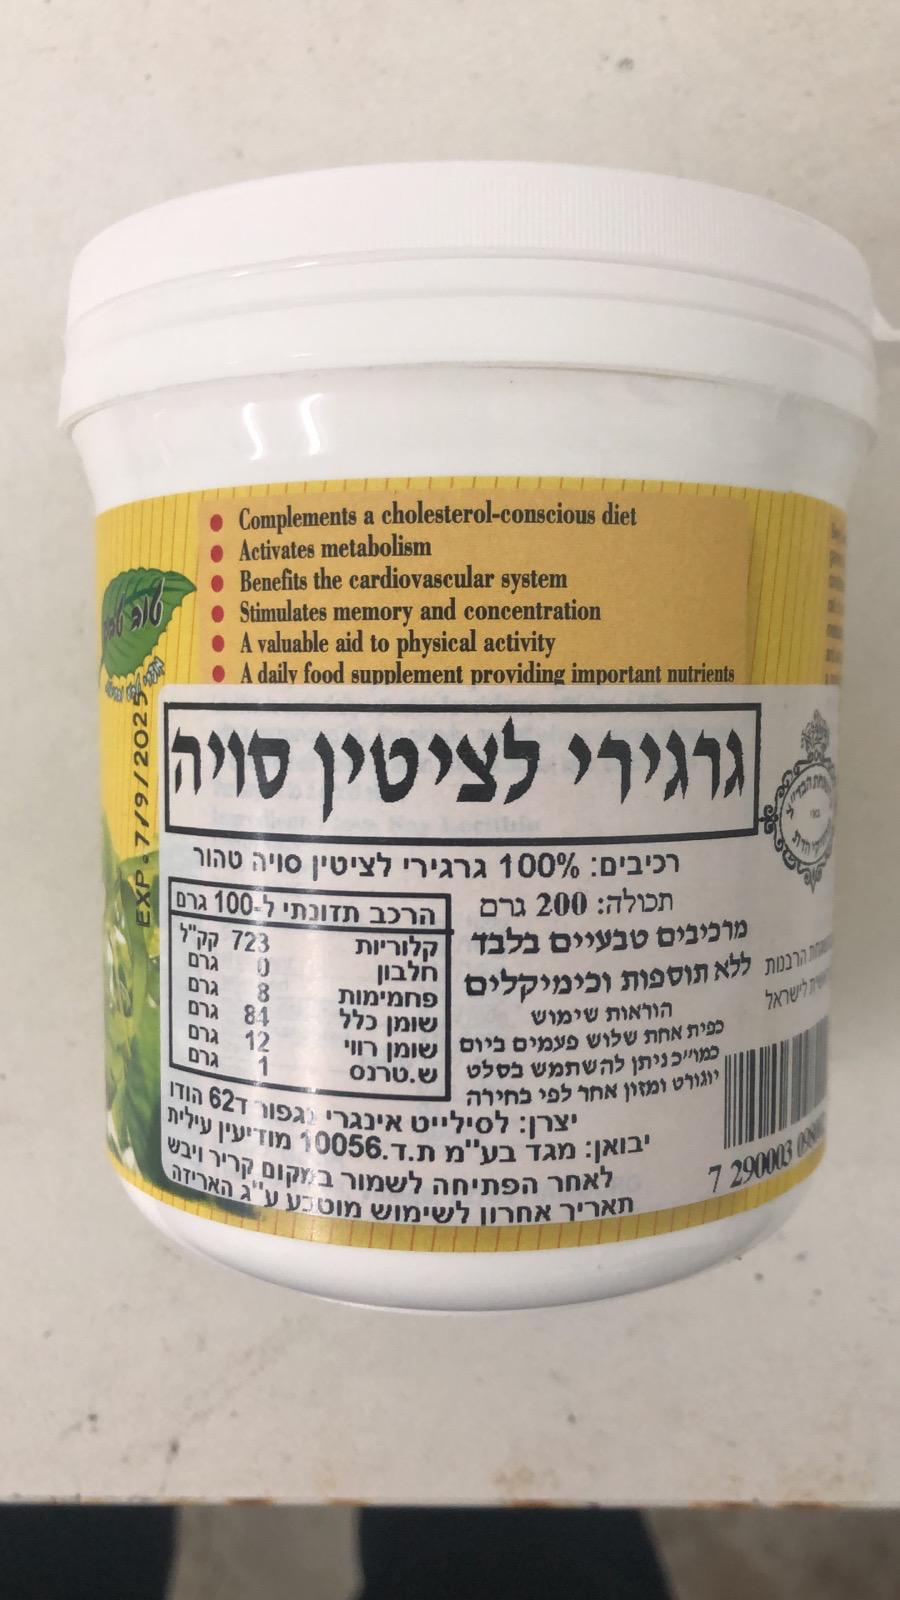 Complements a cholesterol-conscious diet
Activates metabolism
Benefits the cardiovascular system
Stimulates memory and concentration
A valuable aid to physical activity
A daily food supplement providing important nutrients
EXP. 7/9/2025
גרגירי לציטין סויה
רכיבים: 100% גרגירי לציטין סויה טהור
תכולה: 200 גרם
מרכיבים טבעיים בלבד
ללא תוספות וכימיקלים
הוראות שימוש
כפית אחת שלוש פעמים ביום
כמו"כ ניתן להשתמש בסלט
יוגורט ומזון אחר לפי בחירה
הרכב תזונתי ל-100 גרם
קלוריות 723 קק"ל
חלבון 0 גרם
פחמימות 8 גרם
שומן כלל 84 גרם
שומן רווי 12 גרם
ש.טרנס 1 גרם
יצרן: לסילייט אינגרי נגפור ד62 הודו
יבואן: מגד בע"מ ת.ד.10056 מודיעין עילית
לאחר הפתיחה לשמור במקום קריר ויבש
תאריך אחרון לשימוש מוטבע ע"ג האריזה
הרבנות
לישראל
7 290003